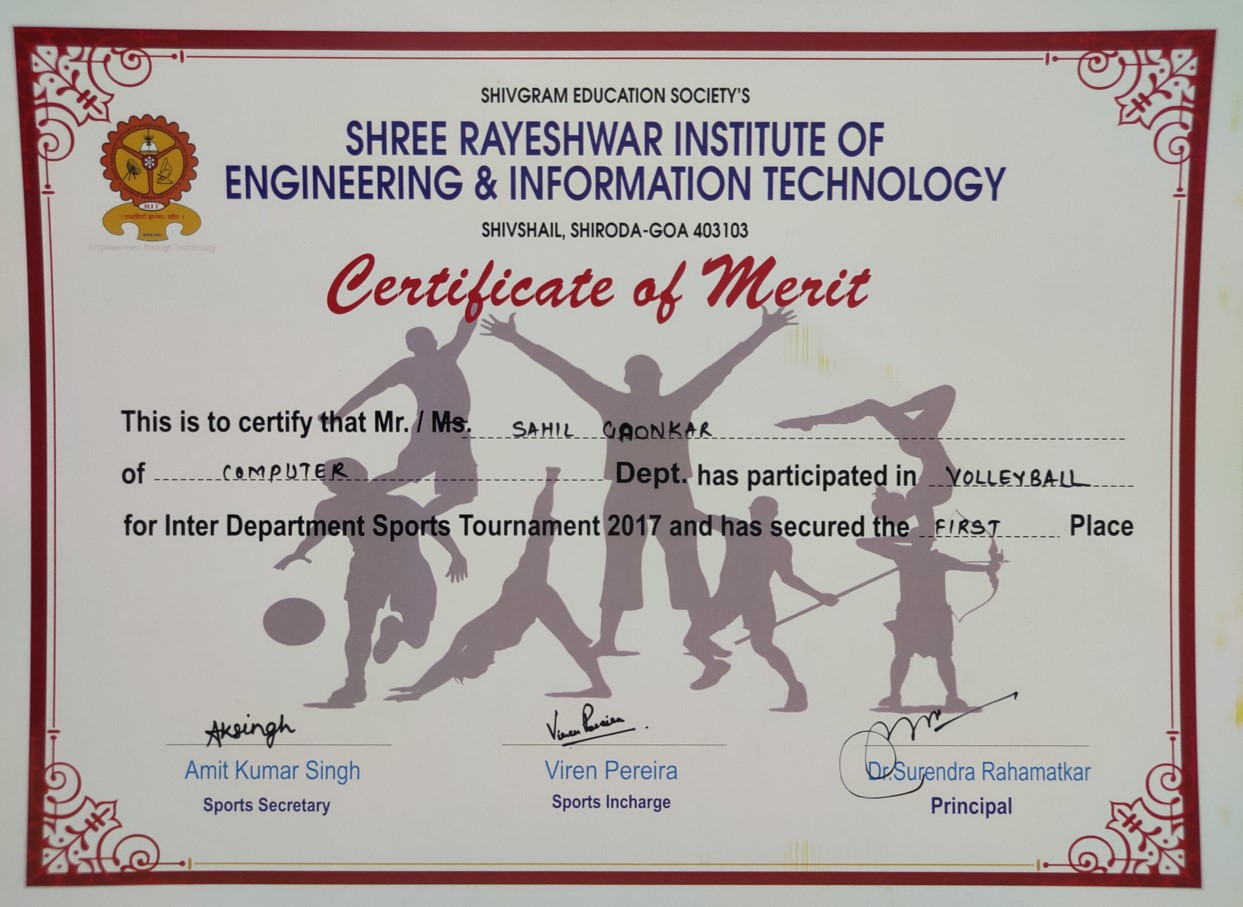 SHIVGRAM EDUCATION SOCIETY'S
SHREE RAYESHWAR INSTITUTE OF
ENGINEERING & INFORMATION TECHNOLOGY
SHIVSHAIL, SHIRODA-GOA 403103
Empowerment through Technology
Certificate of Merit
This is to certify that Mr. / Ms. SAHIL GAONKAR
of COMPUTER Dept. has participated in VOLLEYBALL
for Inter Department Sports Tournament 2017 and has secured the FIRST Place
AKsingh
Viren Pereira
Amit Kumar Singh
Viren Pereira
Dr.Surendra Rahamatkar
Sports Secretary
Sports Incharge
Principal